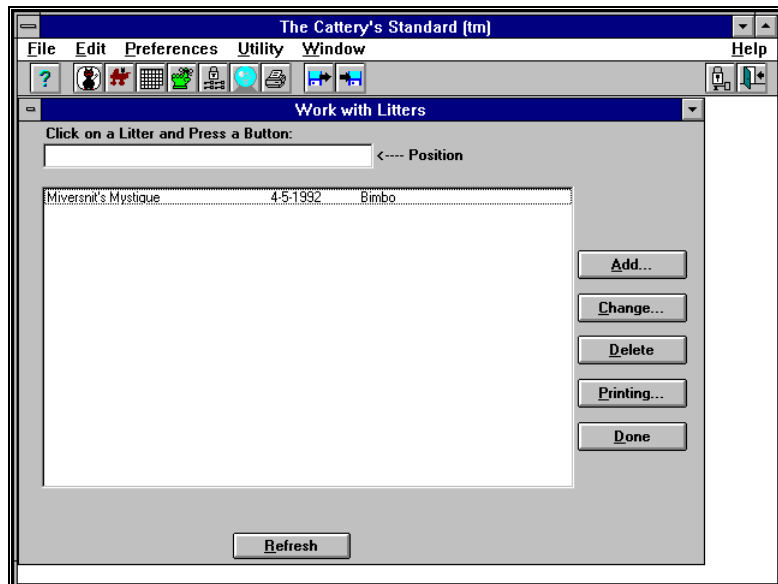 The Cattery's Standard (tm)
File Edit Preferences Utility Window Help
?
Work with Litters
Click on a Litter and Press a Button:
<---- Position
Miversnit's Mystique 4-5-1992 Bimbo
Add...
Change...
Delete
Printing...
Done
Refresh